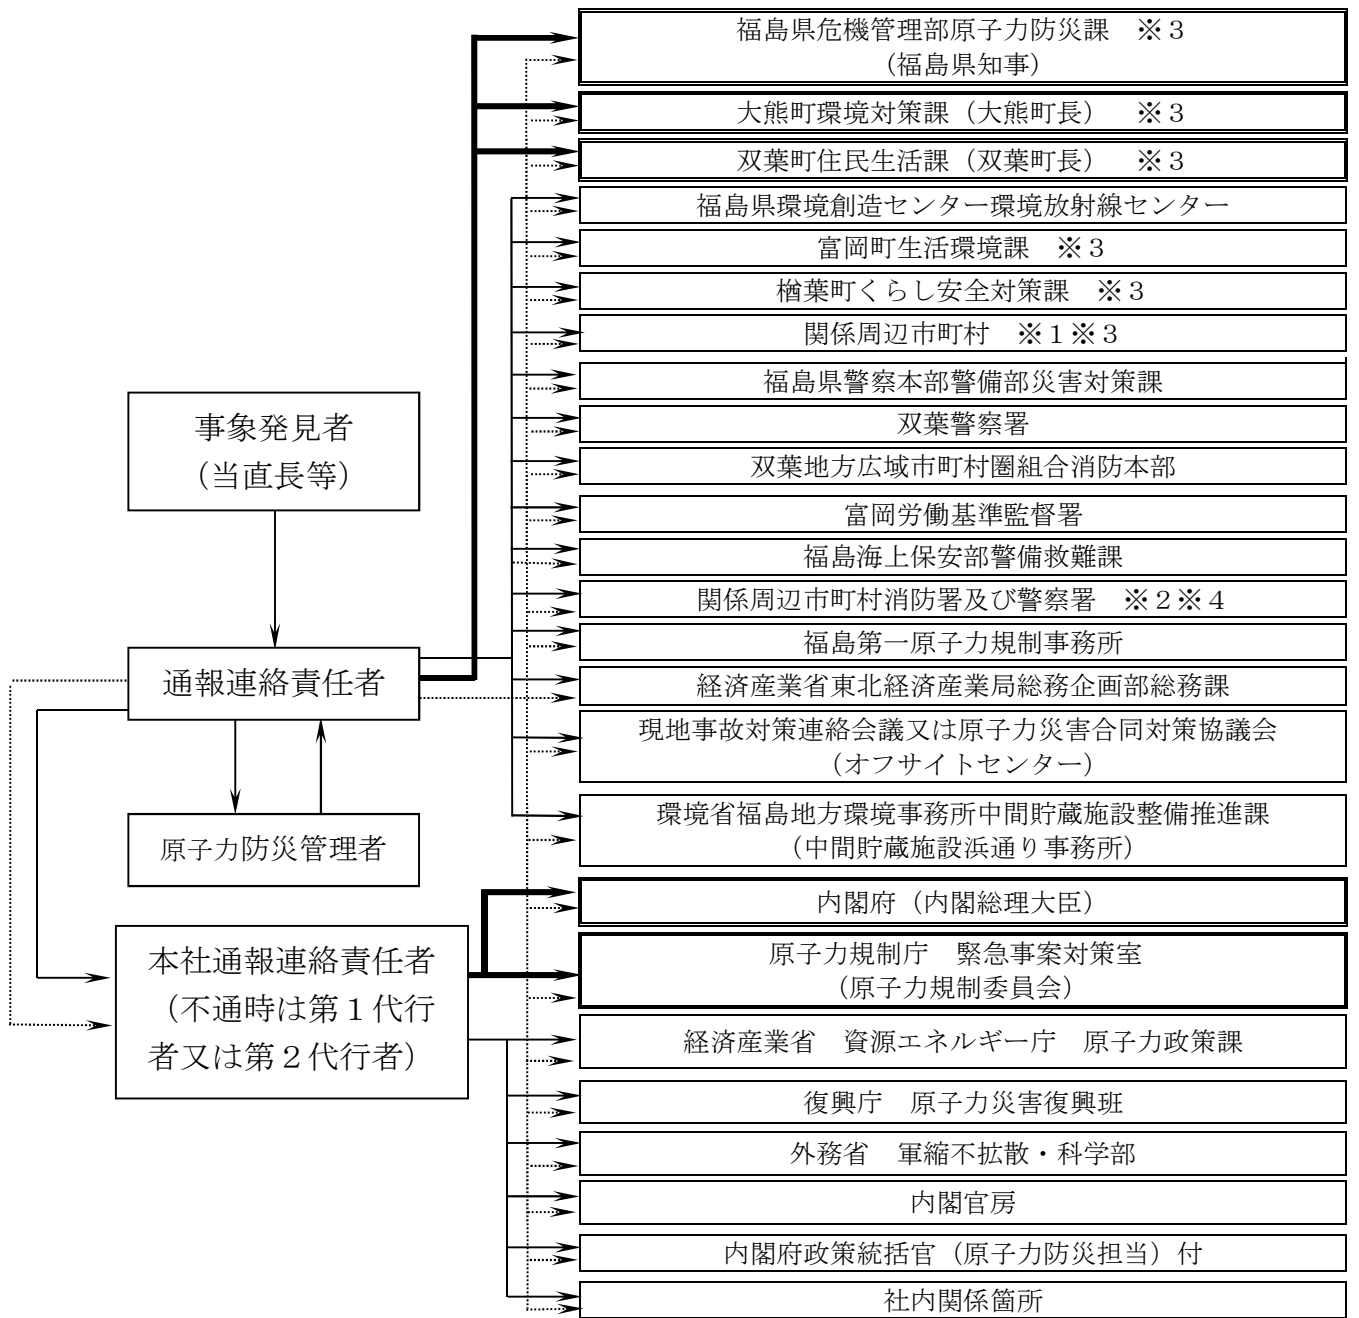 福島県危機管理部原子力防災課　※３
（福島県知事）
大熊町環境対策課（大熊町長）　※３
双葉町住民生活課（双葉町長）　※３
福島県環境創造センター環境放射線センター
富岡町生活環境課　※３
楢葉町くらし安全対策課　※３
関係周辺市町村　※１※３
福島県警察本部警備部災害対策課
双葉警察署
双葉地方広域市町村圏組合消防本部
富岡労働基準監督署
福島海上保安部警備救難課
関係周辺市町村消防署及び警察署　※２※４
福島第一原子力規制事務所
経済産業省東北経済産業局総務企画部総務課
現地事故対策連絡会議又は原子力災害合同対策協議会
（オフサイトセンター）
環境省福島地方環境事務所中間貯蔵施設整備推進課
（中間貯蔵施設浜通り事務所）
内閣府（内閣総理大臣）
原子力規制庁　緊急事案対策室
（原子力規制委員会）
経済産業省　資源エネルギー庁　原子力政策課
復興庁　原子力災害復興班
外務省　軍縮不拡散・科学部
内閣官房
内閣府政策統括官（原子力防災担当）付
社内関係箇所
事象発見者
（当直長等）
通報連絡責任者
原子力防災管理者
本社通報連絡責任者
（不通時は第１代行
者又は第２代行者）